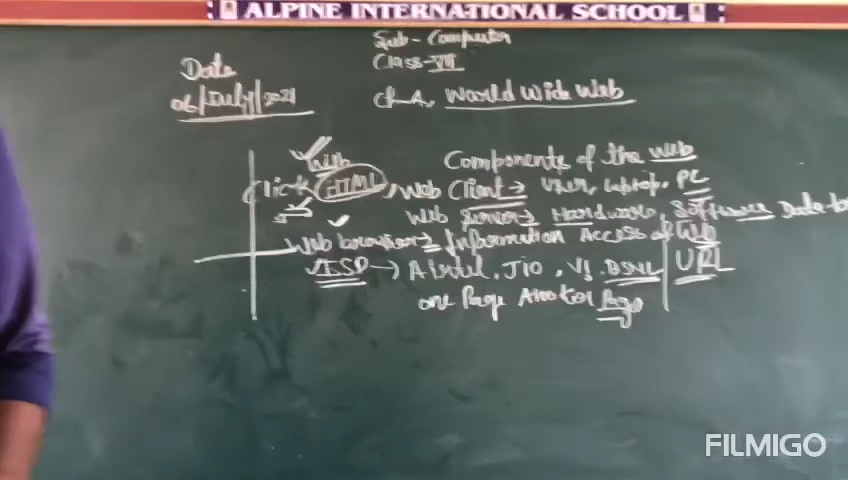 ALPINE INTERNATIONAL SCHOOL
Sub- Computer
Class-VII
Date
06/July/2021
Ch-4, World Wide Web
Components of the web
Click HTML, Web Client → User, Laptop, PC
Web Server → Hardware, Software Data
Web browser → Information Access of Web
ISP → Airtel, JIO, VI, BSNL URL
one Page Another Page
FILMIGO